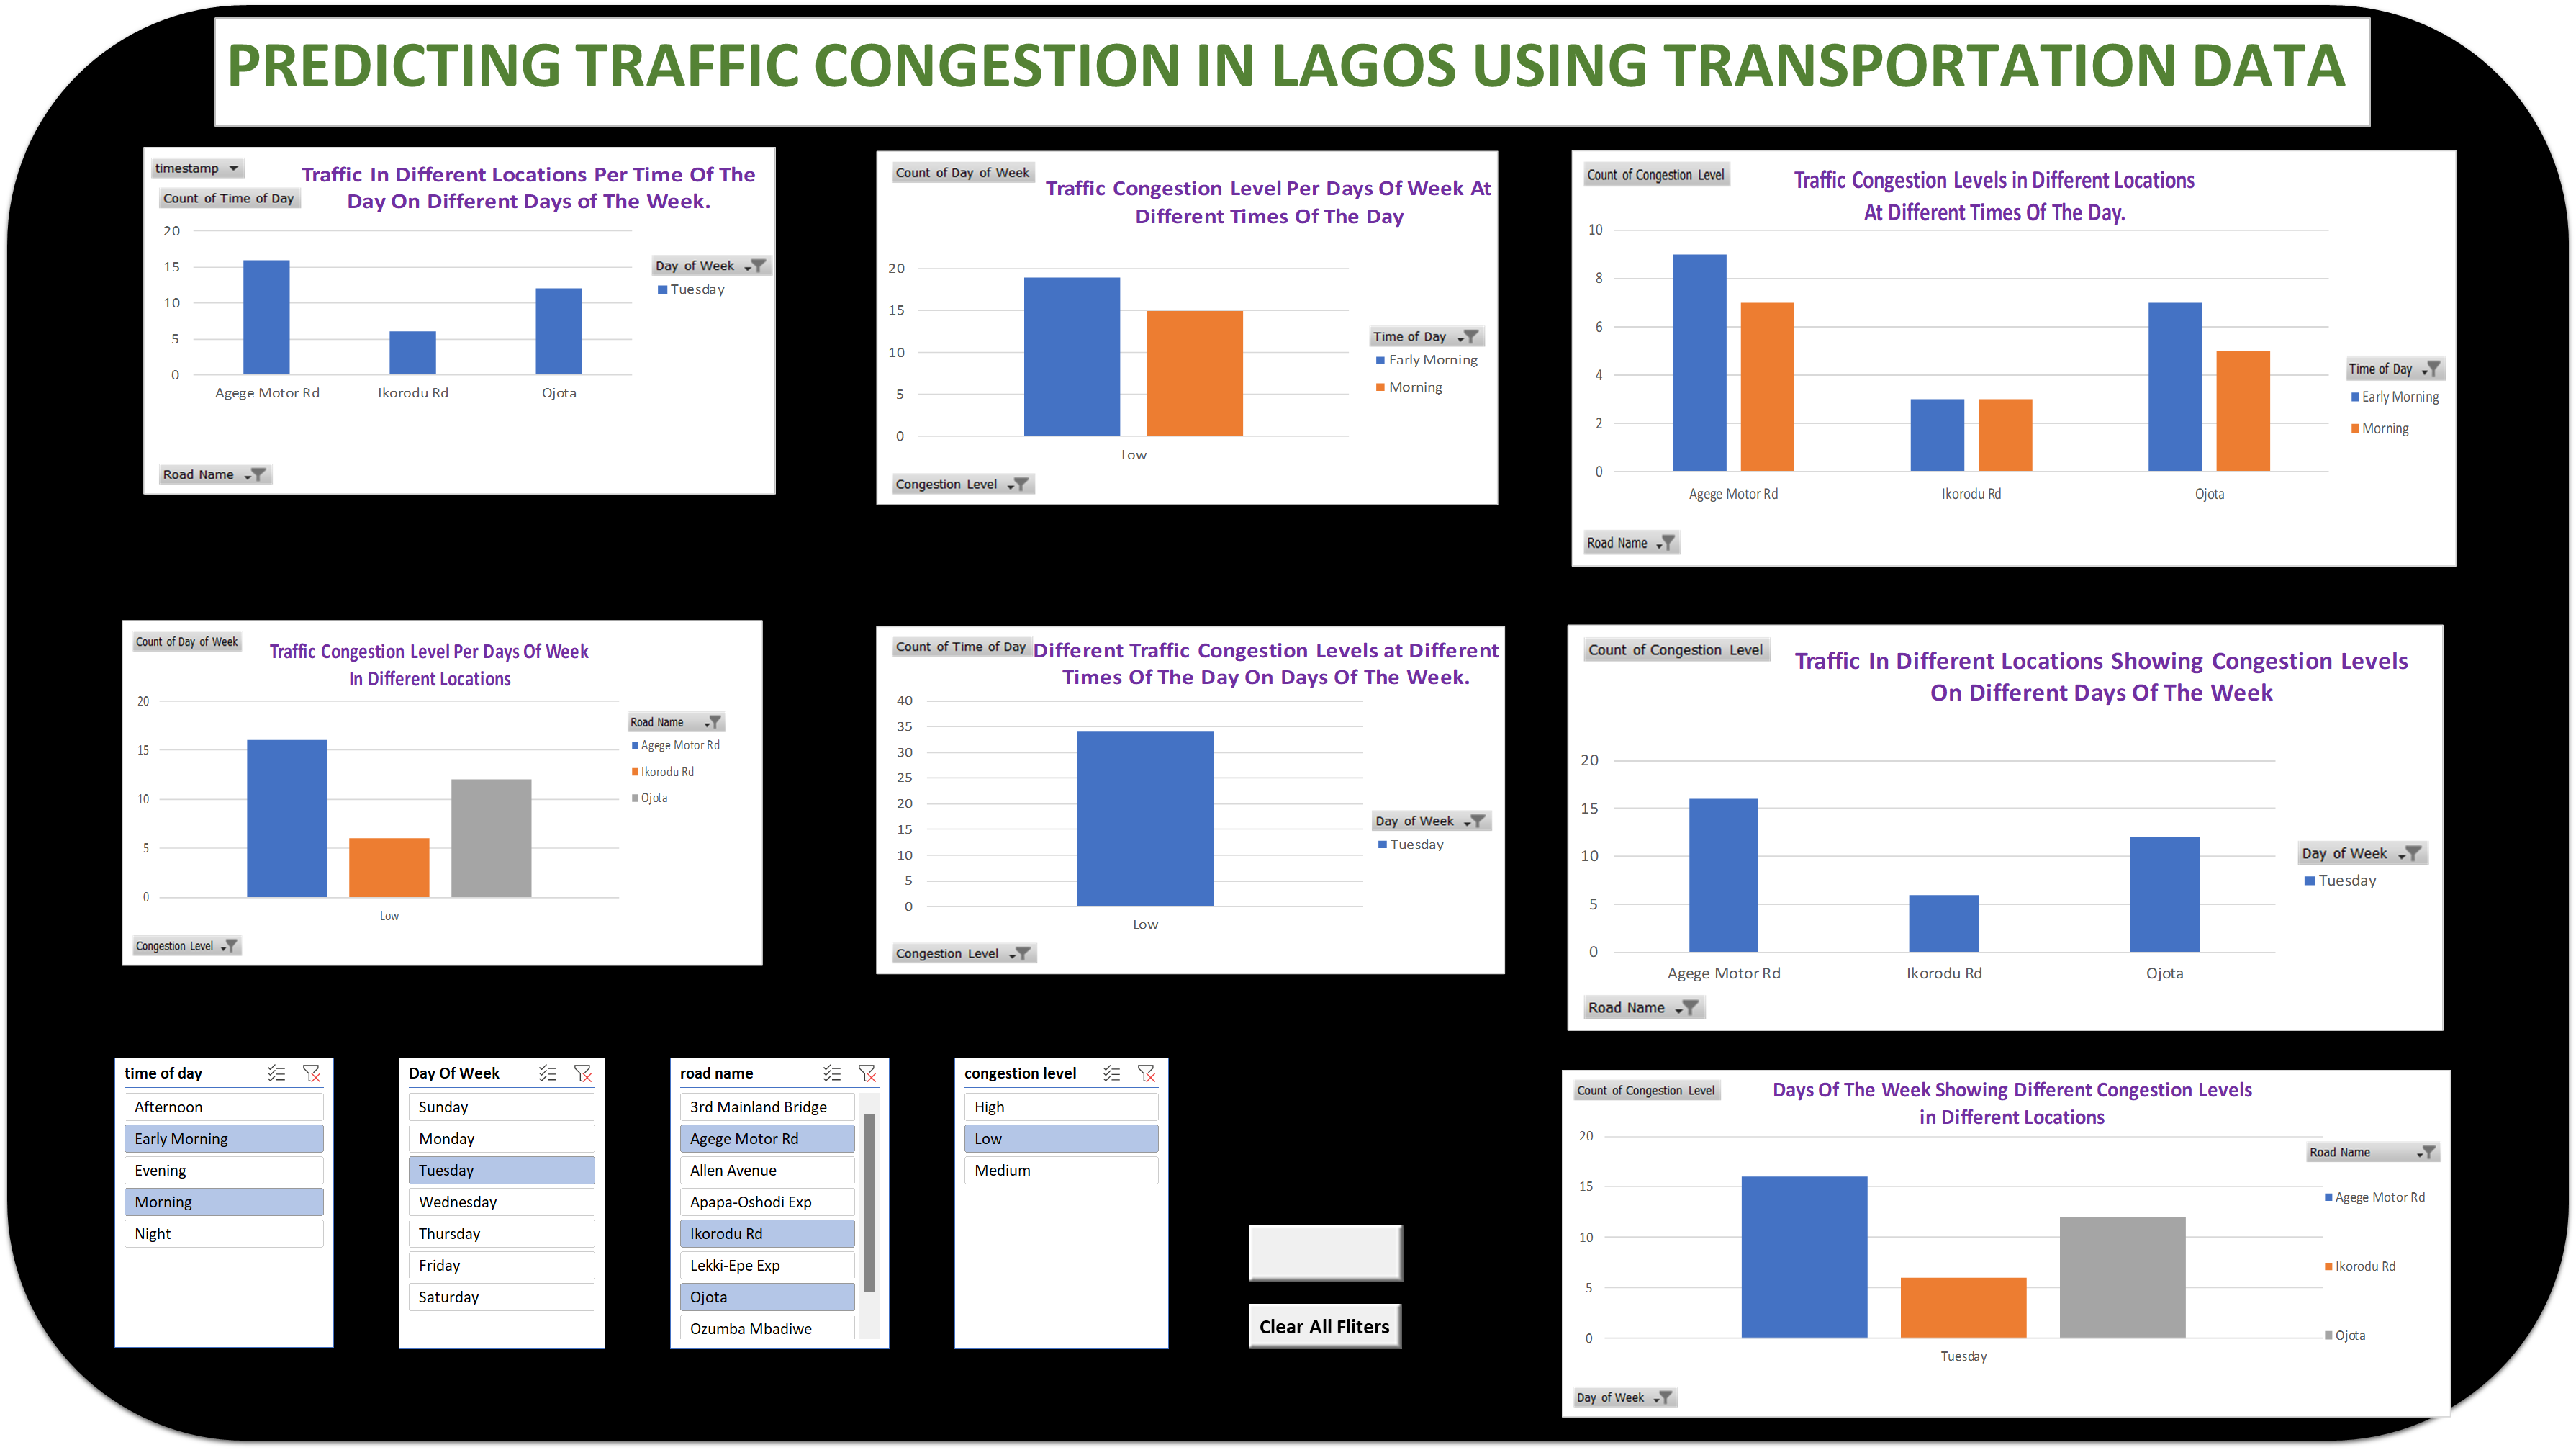 PREDICTING TRAFFIC CONGESTION IN LAGOS USING TRANSPORTATION DATA
timestamp
Count of Time of Day
Traffic In Different Locations Per Time Of The
Day On Different Days of The Week.
20
15
10
5
0
Agege Motor Rd
Ikorodu Rd
Ojota
Day of Week
Tuesday
Road Name
Count of Day of Week
Traffic Congestion Level Per Days Of Week At
Different Times Of The Day
20
15
10
5
0
Low
Time of Day
Early Morning
Morning
Congestion Level
Count of Congestion Level
Traffic Congestion Levels in Different Locations
At Different Times Of The Day.
10
8
6
4
2
0
Agege Motor Rd
Ikorodu Rd
Ojota
Time of Day
Early Morning
Morning
Road Name
Count of Day of Week
Traffic Congestion Level Per Days Of Week
In Different Locations
20
15
10
5
0
Low
Road Name
Agege Motor Rd
Ikorodu Rd
Ojota
Congestion Level
Count of Time of Day
Different Traffic Congestion Levels at Different
Times Of The Day On Days Of The Week.
40
35
30
25
20
15
10
5
0
Low
Day of Week
Tuesday
Congestion Level
Count of Congestion Level
Traffic In Different Locations Showing Congestion Levels
On Different Days Of The Week
20
15
10
5
0
Agege Motor Rd
Ikorodu Rd
Ojota
Day of Week
Tuesday
Road Name
time of day
Afternoon
Early Morning
Evening
Morning
Night
Day Of Week
Sunday
Monday
Tuesday
Wednesday
Thursday
Friday
Saturday
road name
3rd Mainland Bridge
Agege Motor Rd
Allen Avenue
Apapa-Oshodi Exp
Ikorodu Rd
Lekki-Epe Exp
Ojota
Ozumba Mbadiwe
congestion level
High
Low
Medium
Clear All Fliters
Count of Congestion Level
Days Of The Week Showing Different Congestion Levels
in Different Locations
20
15
10
5
0
Tuesday
Road Name
Agege Motor Rd
Ikorodu Rd
Ojota
Day of Week